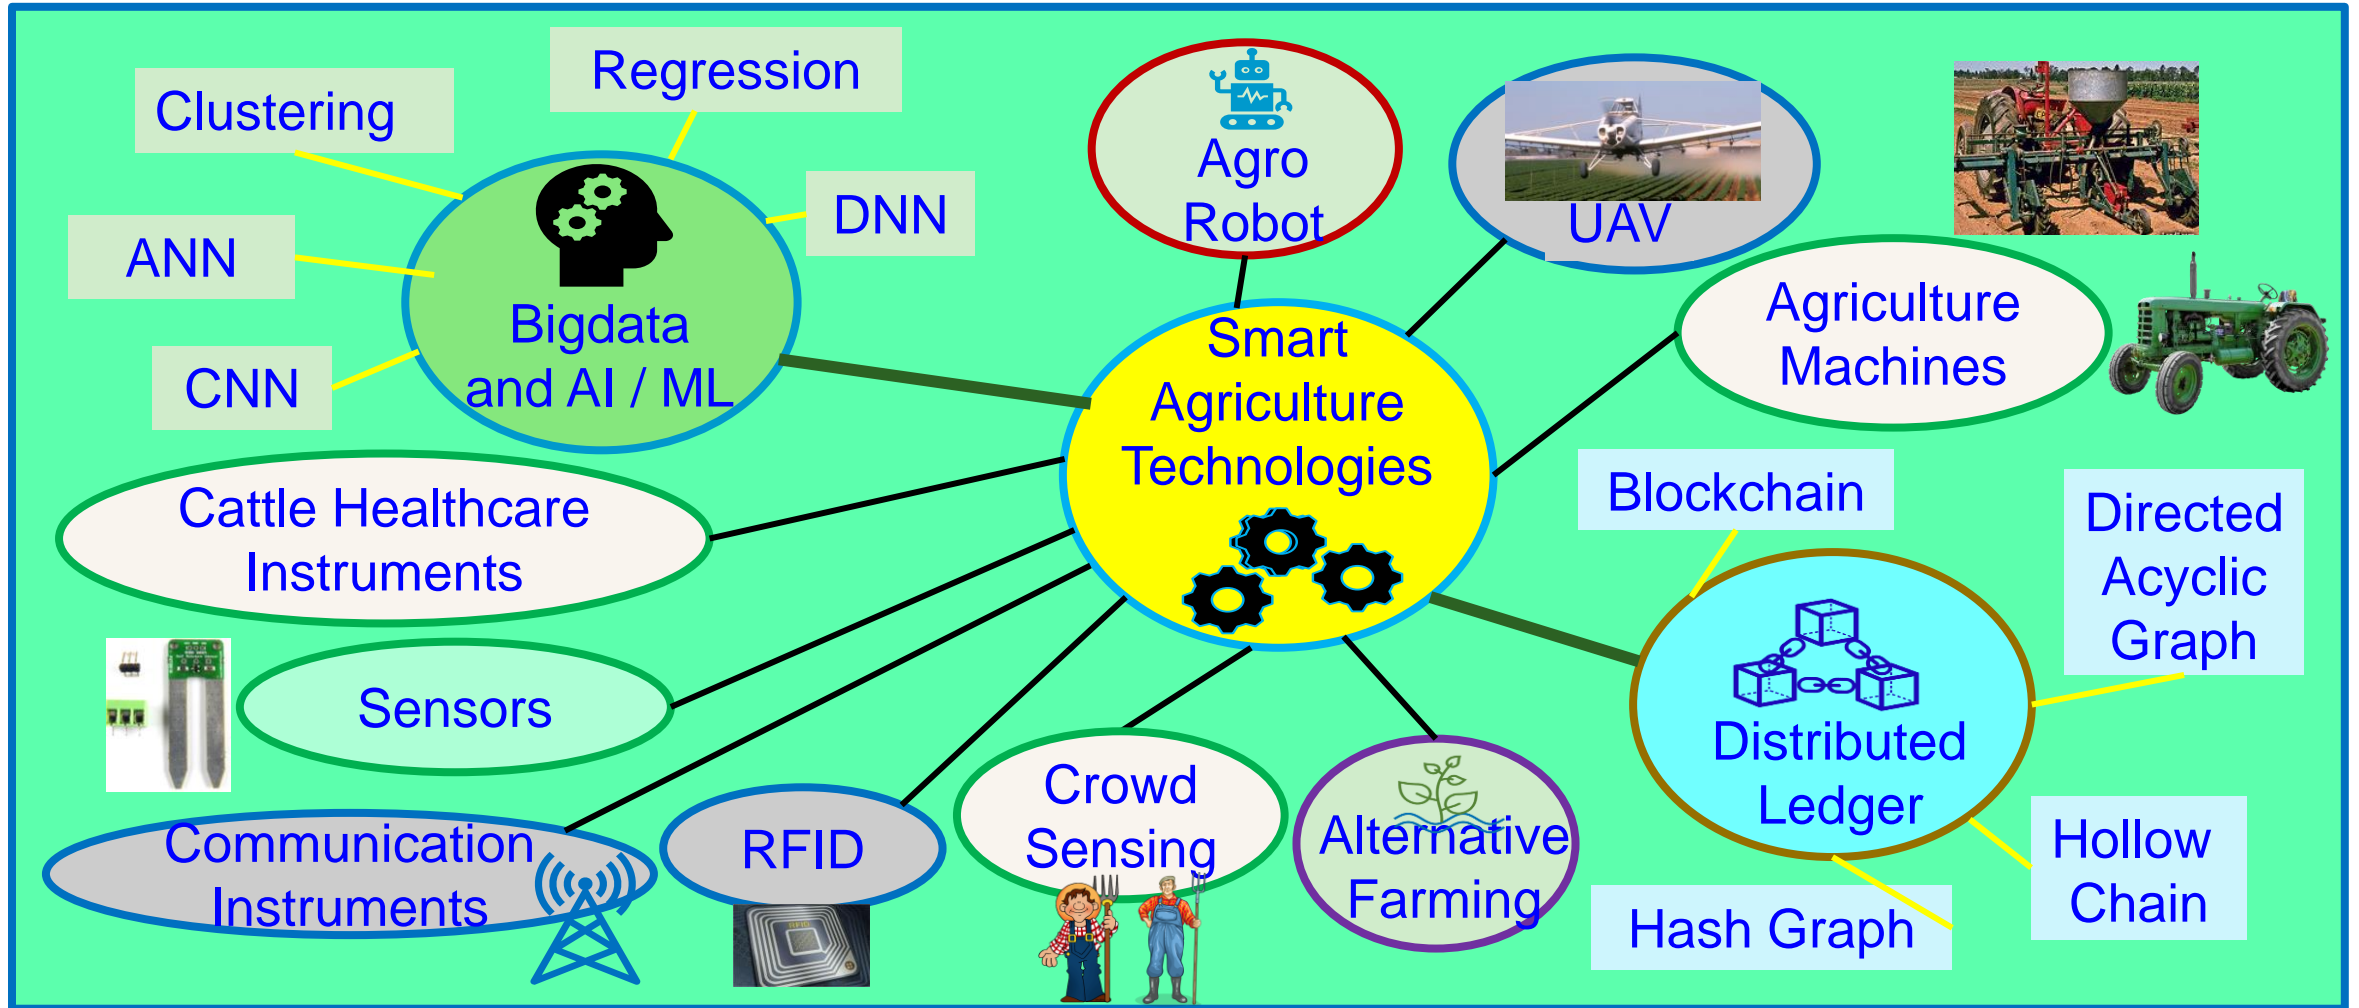 Clustering
Regression
ANN
DNN
CNN
Bigdata
and AI / ML
Agro
Robot
UAV
Agriculture
Machines
Smart
Agriculture
Technologies
Cattle Healthcare
Instruments
Sensors
Communication
Instruments
RFID
RFID
Crowd
Sensing
Alternative
Farming
Blockchain
Directed
Acyclic
Graph
Distributed
Ledger
Hollow
Chain
Hash Graph